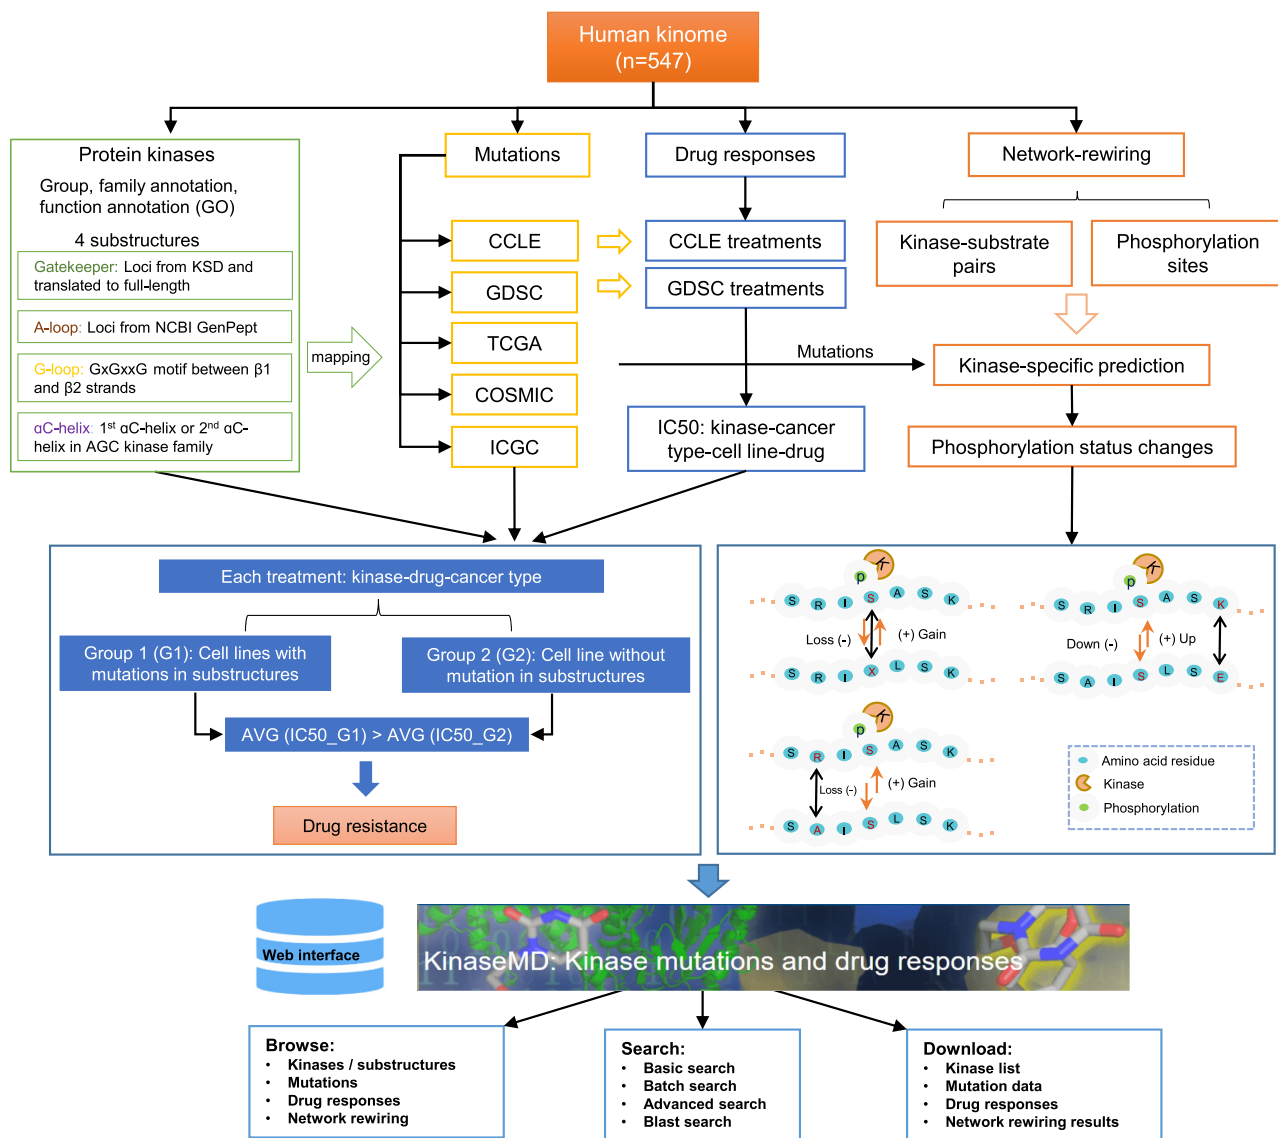 Human kinome
(n=547)
Protein kinases
Group, family annotation,
function annotation (GO)
4 substructures
Gatekeeper: Loci from KSD and
translated to full-length
A-loop: Loci from NCBI GenPept
G-loop: GxGxxG motif between β1
and β2 strands
αC-helix: 1st αC-helix or 2nd αC-
helix in AGC kinase family
mapping
Mutations
CCLE
GDSC
TCGA
COSMIC
ICGC
Drug responses
CCLE treatments
GDSC treatments
IC50: kinase-cancer
type-cell line-drug
Network-rewiring
Kinase-substrate
pairs
Phosphorylation
sites
Mutations
Kinase-specific prediction
Phosphorylation status changes
Each treatment: kinase-drug-cancer type
Group 1 (G1): Cell lines with
mutations in substructures
Group 2 (G2): Cell line without
mutation in substructures
AVG (IC50_G1) > AVG (IC50_G2)
Drug resistance
K
p
S R I S A S K
Loss (-) (+) Gain
S R I X L S K
K
p
S R I S A S K
Down (-) (+) Up
S A I S L S E
K
p
S R I S A S K
Loss (-) (+) Gain
S A I S L S K
Amino acid residue
Kinase
Phosphorylation
Web interface
KinaseMD: Kinase mutations and drug responses
Browse:
• Kinases / substructures
• Mutations
• Drug responses
• Network rewiring
Search:
• Basic search
• Batch search
• Advanced search
• Blast search
Download:
• Kinase list
• Mutation data
• Drug responses
• Network rewiring results